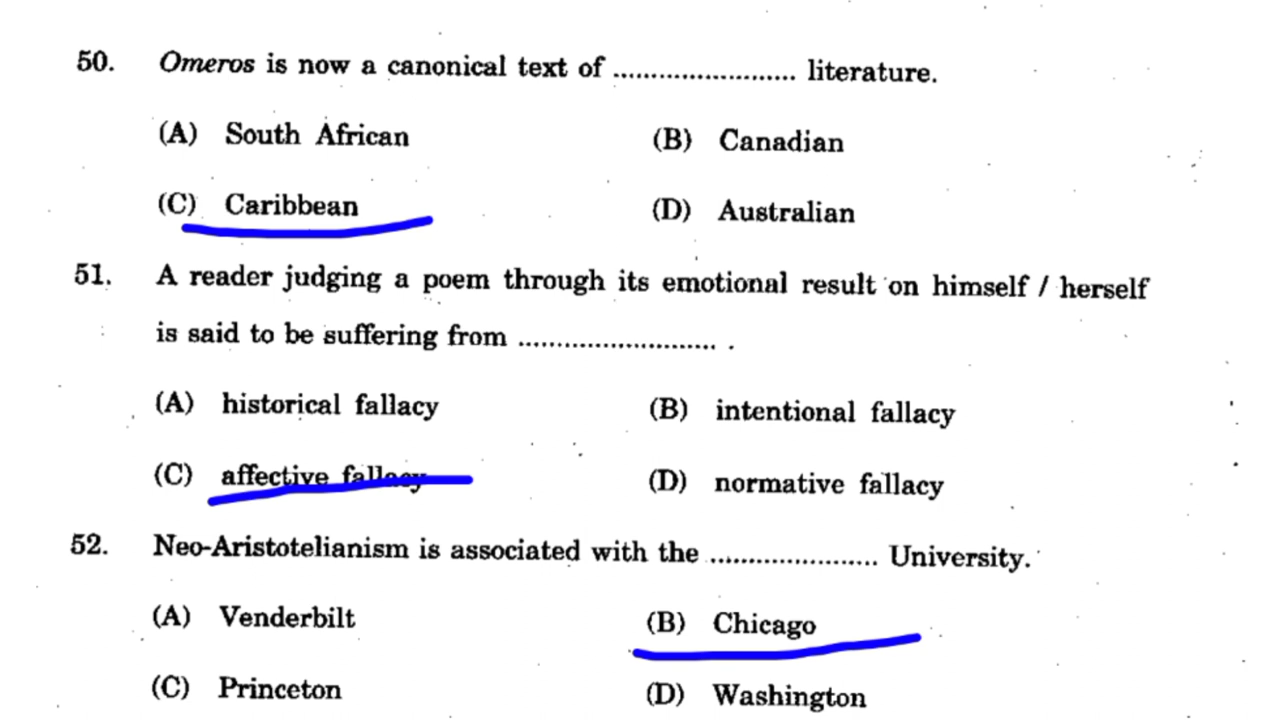 50. Omeros is now a canonical text of ........................ literature.
(A) South African (B) Canadian
(C) Caribbean (D) Australian
51. A reader judging a poem through its emotional result on himself / herself
is said to be suffering from .......................... .
(A) historical fallacy (B) intentional fallacy
(C) affective fallacy (D) normative fallacy
52. Neo-Aristotelianism is associated with the ...................... University.
(A) Venderbilt (B) Chicago
(C) Princeton (D) Washington